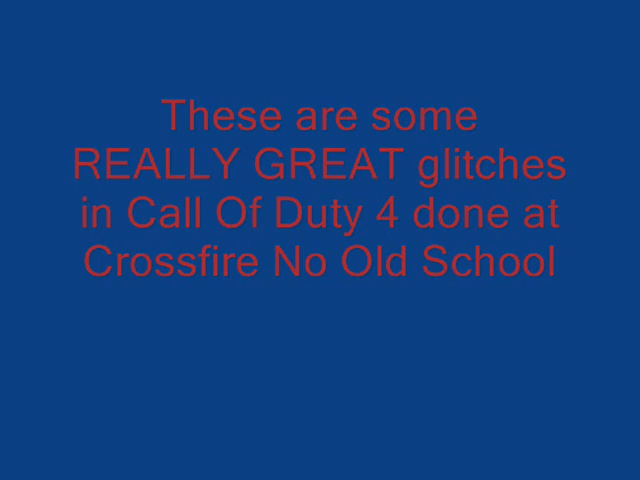 These are some
REALLY GREAT glitches
in Call Of Duty 4 done at
Crossfire No Old School